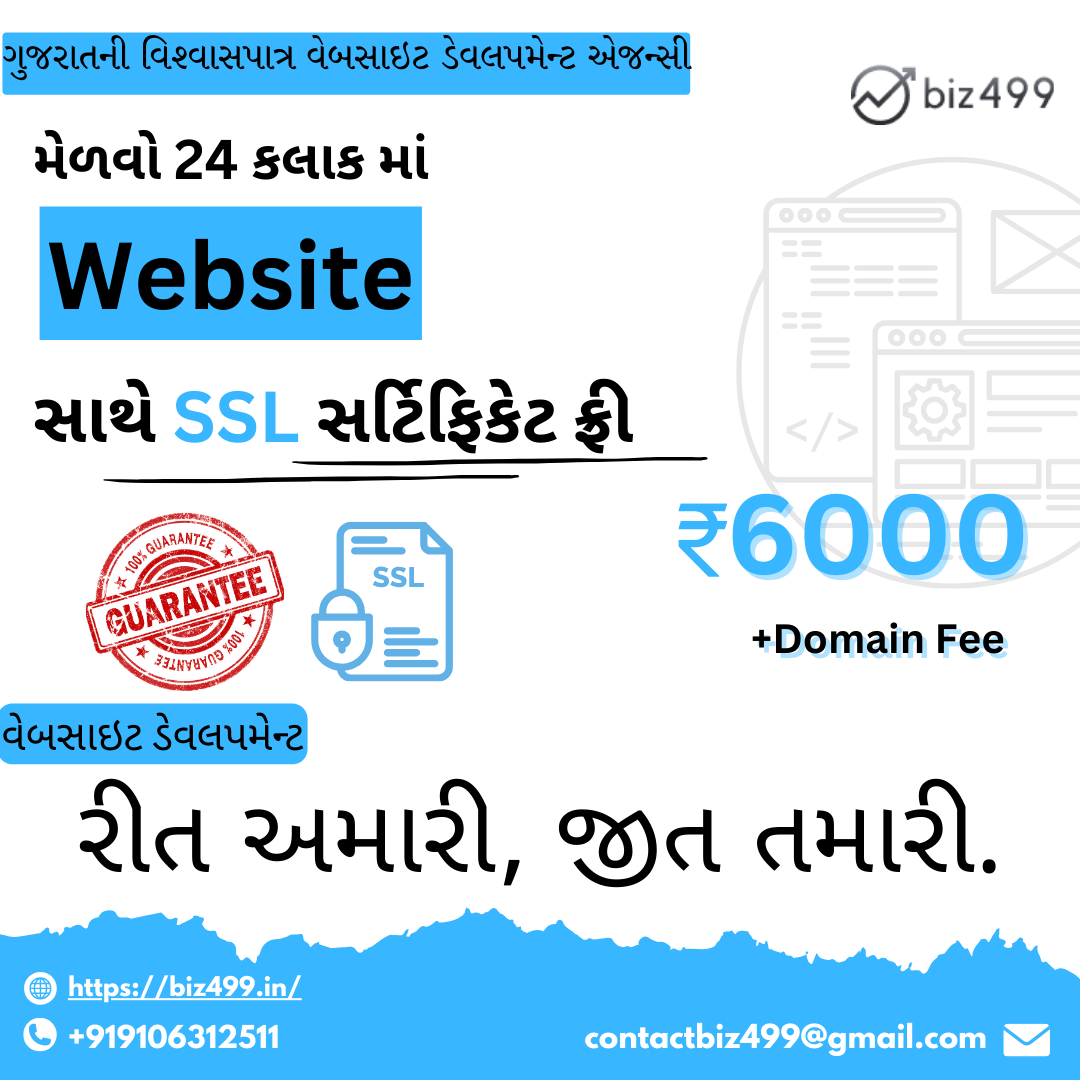 ગુજરાતની વિશ્વાસપાત્ર વેબસાઇટ ડેવલપમેન્ટ એજન્સી
biz499
મેળવો 24 કલાક માં
Website
સાથે SSL સર્ટિફિકેટ ફ્રી
100% GUARANTEE
GUARANTEE
100% GUARANTEE
SSL
</>
₹6000
+Domain Fee
વેબસાઇટ ડેવલપમેન્ટ
રીત અમારી, જીત તમારી.
https://biz499.in/
+919106312511
contactbiz499@gmail.com